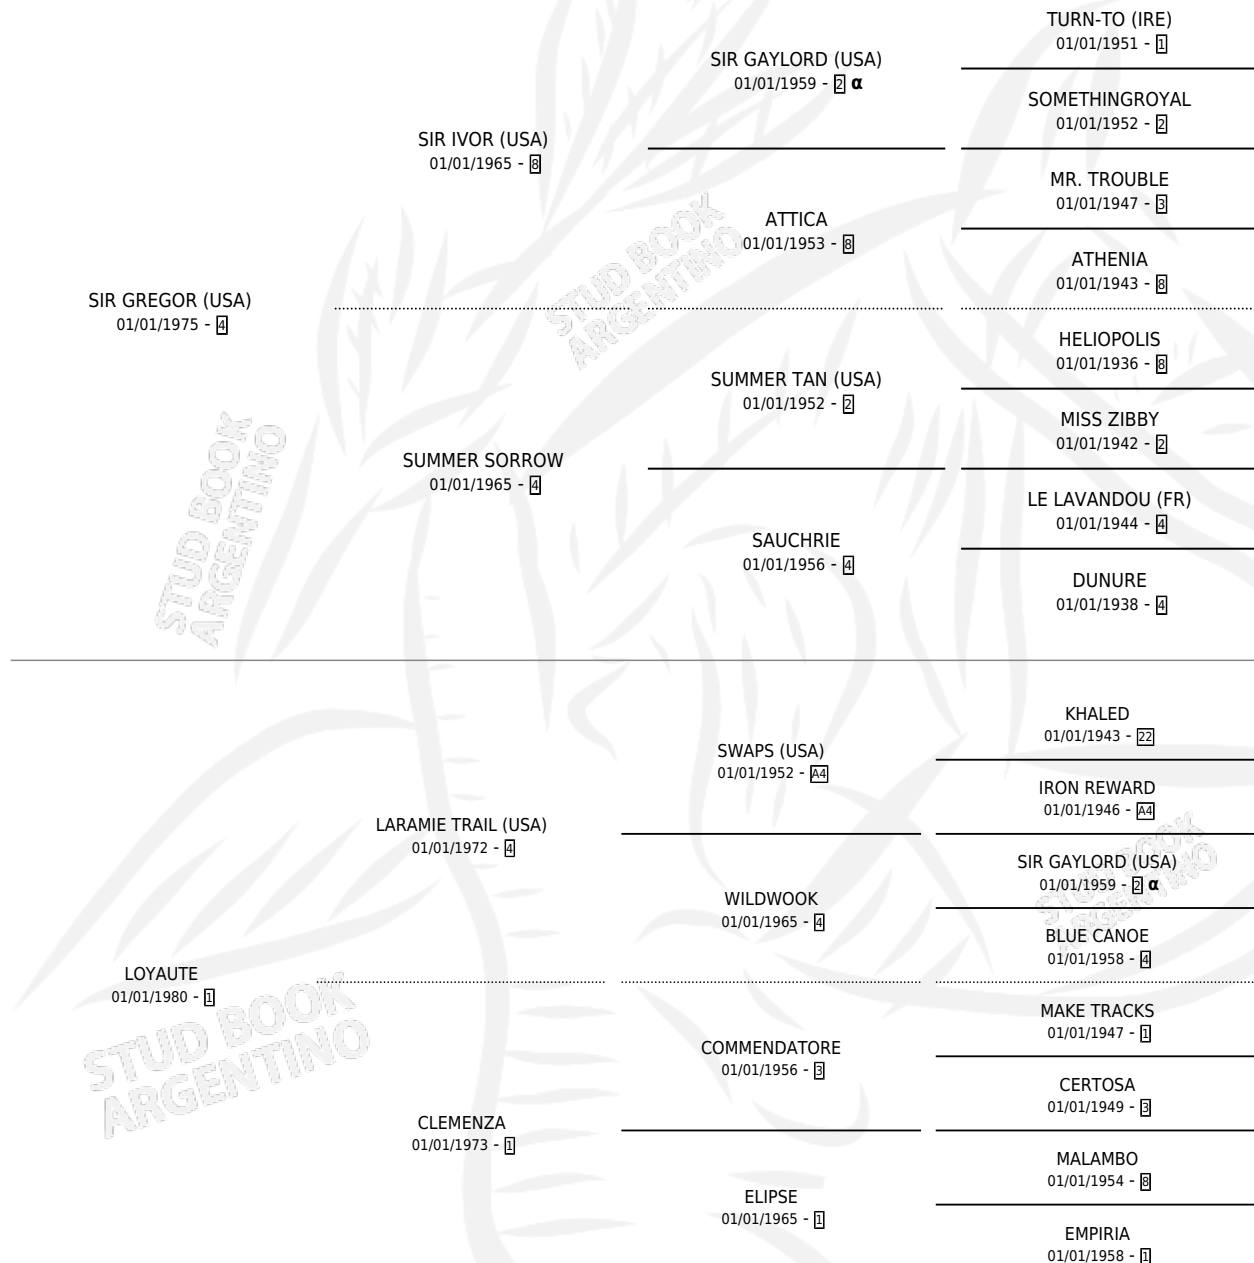 TURN-TO (IRE)
01/01/1951 - 1
SIR GAYLORD (USA)
01/01/1959 - 2 α
SOMETHINGROYAL
01/01/1952 - 2
SIR IVOR (USA)
01/01/1965 - 8
MR. TROUBLE
01/01/1947 - 3
ATTICA
01/01/1953 - 8
ATHENIA
01/01/1943 - 8
STUD BOOK
ARGENTINO
SIR GREGOR (USA)
01/01/1975 - 4
HELIOPOLIS
01/01/1936 - 8
SUMMER TAN (USA)
01/01/1952 - 2
MISS ZIBBY
01/01/1942 - 2
SUMMER SORROW
01/01/1965 - 4
LE LAVANDOU (FR)
01/01/1944 - 4
SAUCHRIE
01/01/1956 - 4
DUNURE
01/01/1938 - 4
STUD BOOK
ARGENTINO
KHALED
01/01/1943 - 22
SWAPS (USA)
01/01/1952 - A4
IRON REWARD
01/01/1946 - A4
LARAMIE TRAIL (USA)
01/01/1972 - 4
SIR GAYLORD (USA)
01/01/1959 - 2 α
WILDWOOK
01/01/1965 - 4
BLUE CANOE
01/01/1958 - 4
STUD BOOK
ARGENTINO
LOYAUTE
01/01/1980 - 1
MAKE TRACKS
01/01/1947 - 1
COMMENDATORE
01/01/1956 - 3
CERTOSA
01/01/1949 - 3
STUD BOOK
ARGENTINO
CLEMENZA
01/01/1973 - 1
MALAMBO
01/01/1954 - 8
ELIPSE
01/01/1965 - 1
EMPIRIA
01/01/1958 - 1